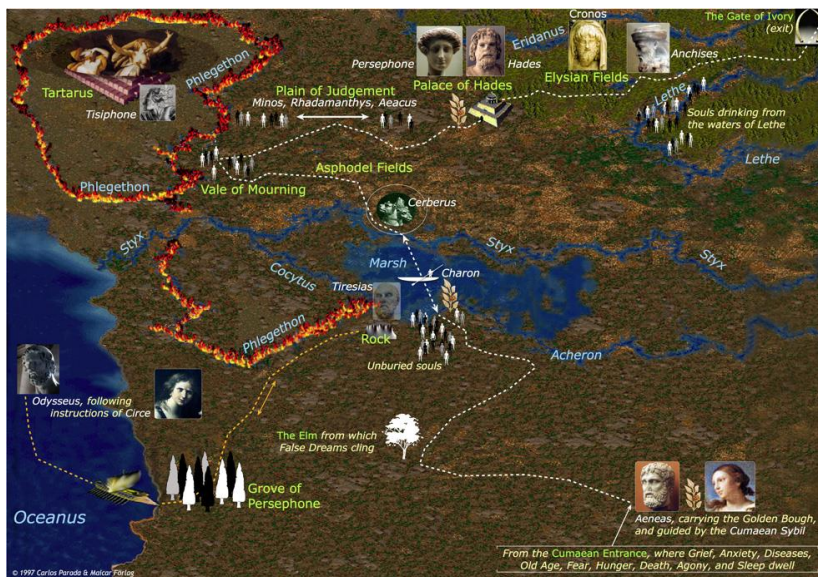 Cronos
The Gate of Ivory
(exit)
Eridanus
Anchises
Persephone
Hades
Palace of Hades
Elysian Fields
Phlegethon
Tartarus
Tisiphone
Plain of Judgement
Minos, Rhadamanthys, Aeacus
Lethe
Souls drinking from
the waters of Lethe
Lethe
Asphodel Fields
Phlegethon
Vale of Mourning
Cerberus
Styx
Styx
Styx
Marsh
Cocytus
Charon
Tiresias
Phlegethon
Rock
Acheron
Unburied souls
Odysseus, following
instructions of Circe
The Elm from which
False Dreams cling
Grove of
Persephone
Oceanus
Aeneas, carrying the Golden Bough,
and guided by the Cumaean Sybil
From the Cumaean Entrance, where Grief, Anxiety, Diseases,
Old Age, Fear, Hunger, Death, Agony, and Sleep dwell
© 1997 Carlos Parada & Maicar Förlag